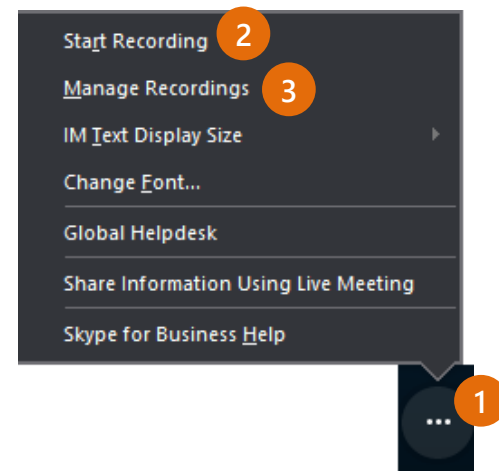 Start Recording 2
Manage Recordings 3
IM Text Display Size
Change Font...
Global Helpdesk
Share Information Using Live Meeting
Skype for Business Help
... 1